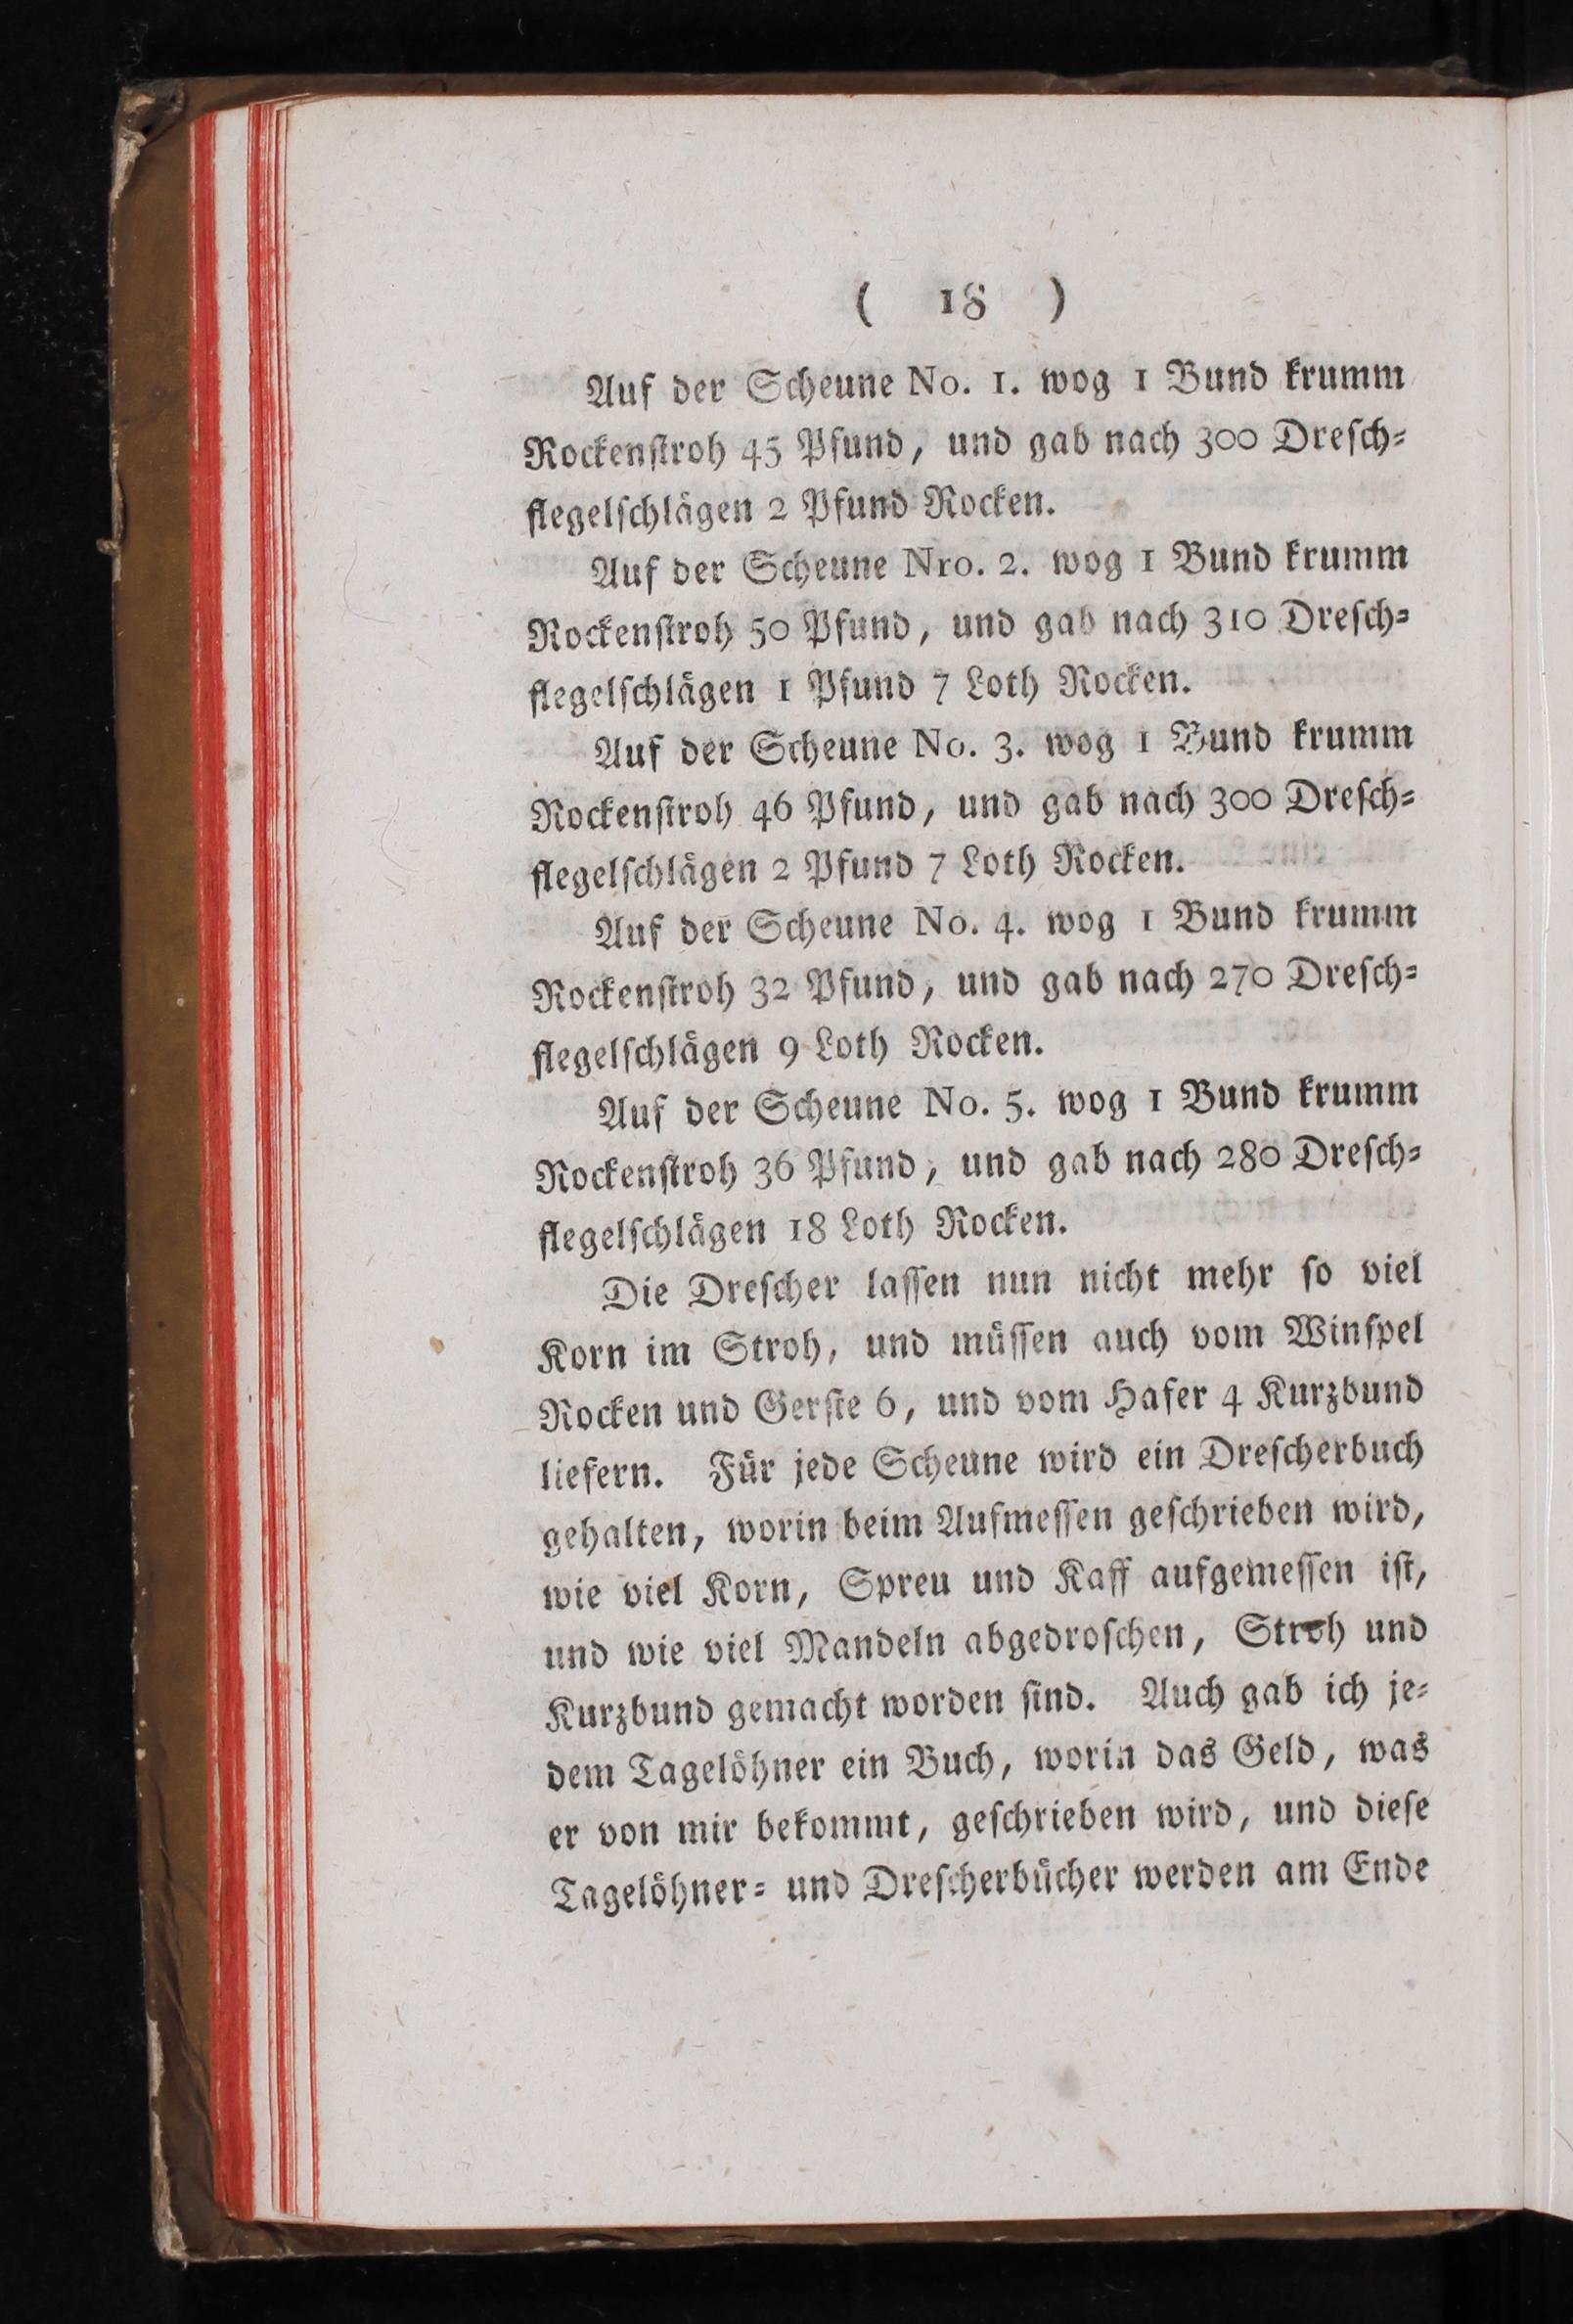 ( 18 )
Auf der Scheune No. 1. wog 1 Bund krumm
Rockenſtroh 45 Pfund, und gab nach 300 Dreſch⸗
flegelſchlägen 2 Pfund Rocken.
Auf der Scheune Nro. 2. wog 1 Bund krumm
Rockenſtroh 50 Pfund, und gab nach 310 Dreſch⸗
flegelſchlägen 1 Pfund 7 Loth Rocken.
Auf der Scheune No. 3. wog 1 Bund krumm
Rockenſtroh 46 Pfund, und gab nach 300 Dreſch⸗
flegelſchlägen 2 Pfund 7 Loth Rocken.
Auf der Scheune No. 4. wog 1 Bund krumm
Rockenſtroh 32 Pfund, und gab nach 270 Dreſch⸗
flegelſchlägen 9 Loth Rocken.
Auf der Scheune No. 5. wog 1 Bund krumm
Rockenſtroh 36 Pfund, und gab nach 280 Dreſch⸗
flegelſchlägen 18 Loth Rocken.
Die Dreſcher laſſen nun nicht mehr ſo viel
Korn im Stroh, und müſſen auch vom Winſpel
Rocken und Gerſte 6, und vom Hafer 4 Kurzbund
liefern. Für jede Scheune wird ein Dreſcherbuch
gehalten, worin beim Aufmeſſen geſchrieben wird,
wie viel Korn, Spreu und Kaff aufgemeſſen iſt,
und wie viel Mandeln abgedroſchen, Stroh und
Kurzbund gemacht worden ſind. Auch gab ich je⸗
dem Tagelöhner ein Buch, worin das Geld, was
er von mir bekommt, geſchrieben wird, und dieſe
Tagelöhner⸗ und Dreſcherbücher werden am Ende